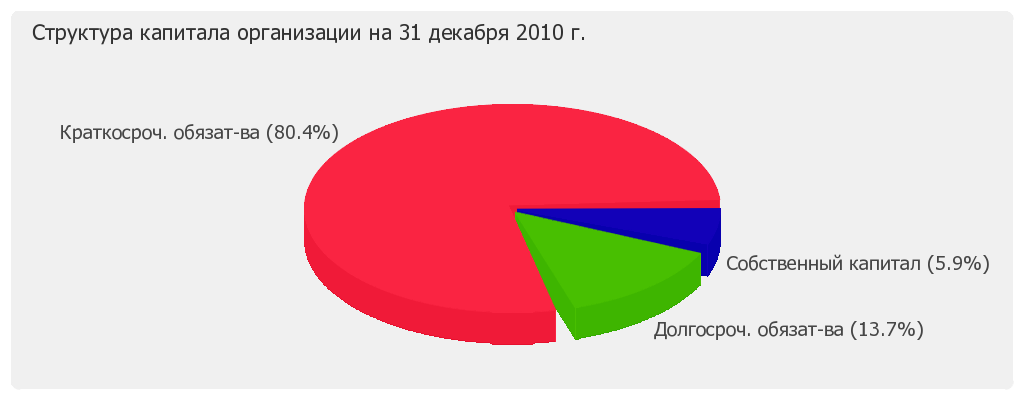 Структура капитала организации на 31 декабря 2010 г.
Краткосроч. обязат-ва (80.4%)
Собственный капитал (5.9%)
Долгосроч. обязат-ва (13.7%)